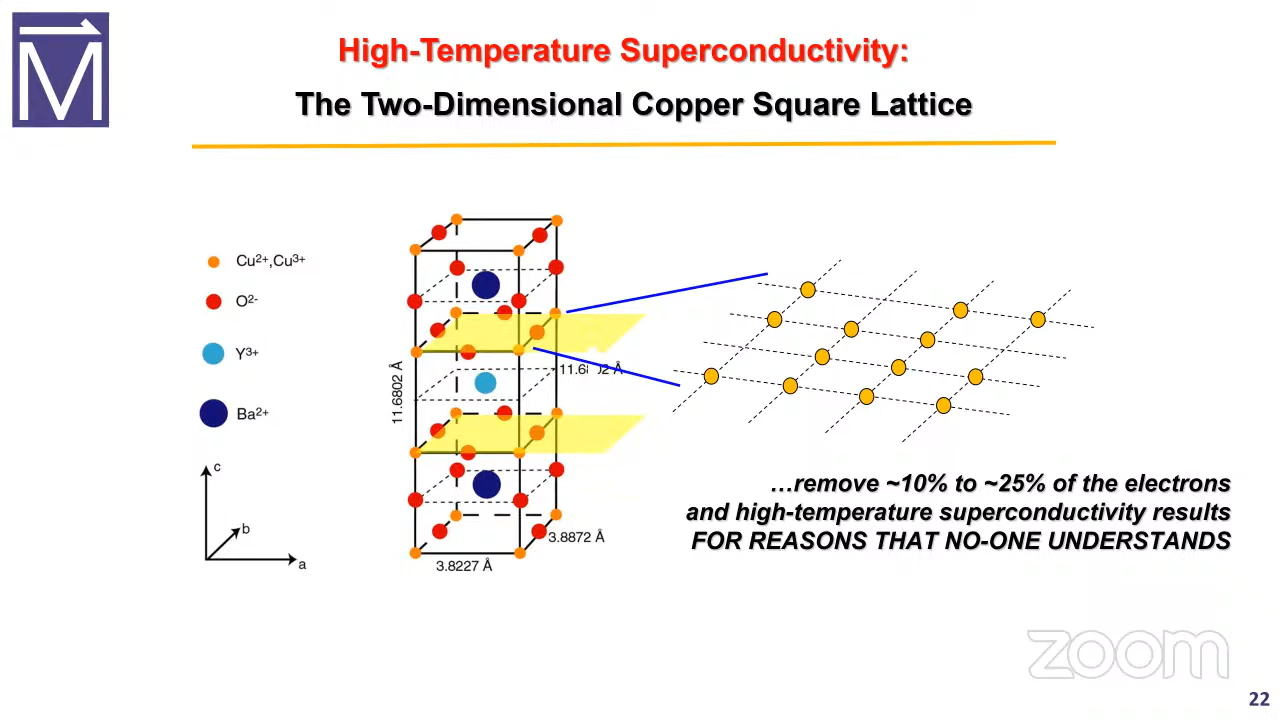 M
High-Temperature Superconductivity:
The Two-Dimensional Copper Square Lattice
Cu2+,Cu3+
O2-
Y3+
Ba2+
c
b
a
11.6802 Å
3.8872 Å
3.8227 Å
…remove ~10% to ~25% of the electrons
and high-temperature superconductivity results
FOR REASONS THAT NO-ONE UNDERSTANDS
zoom
22